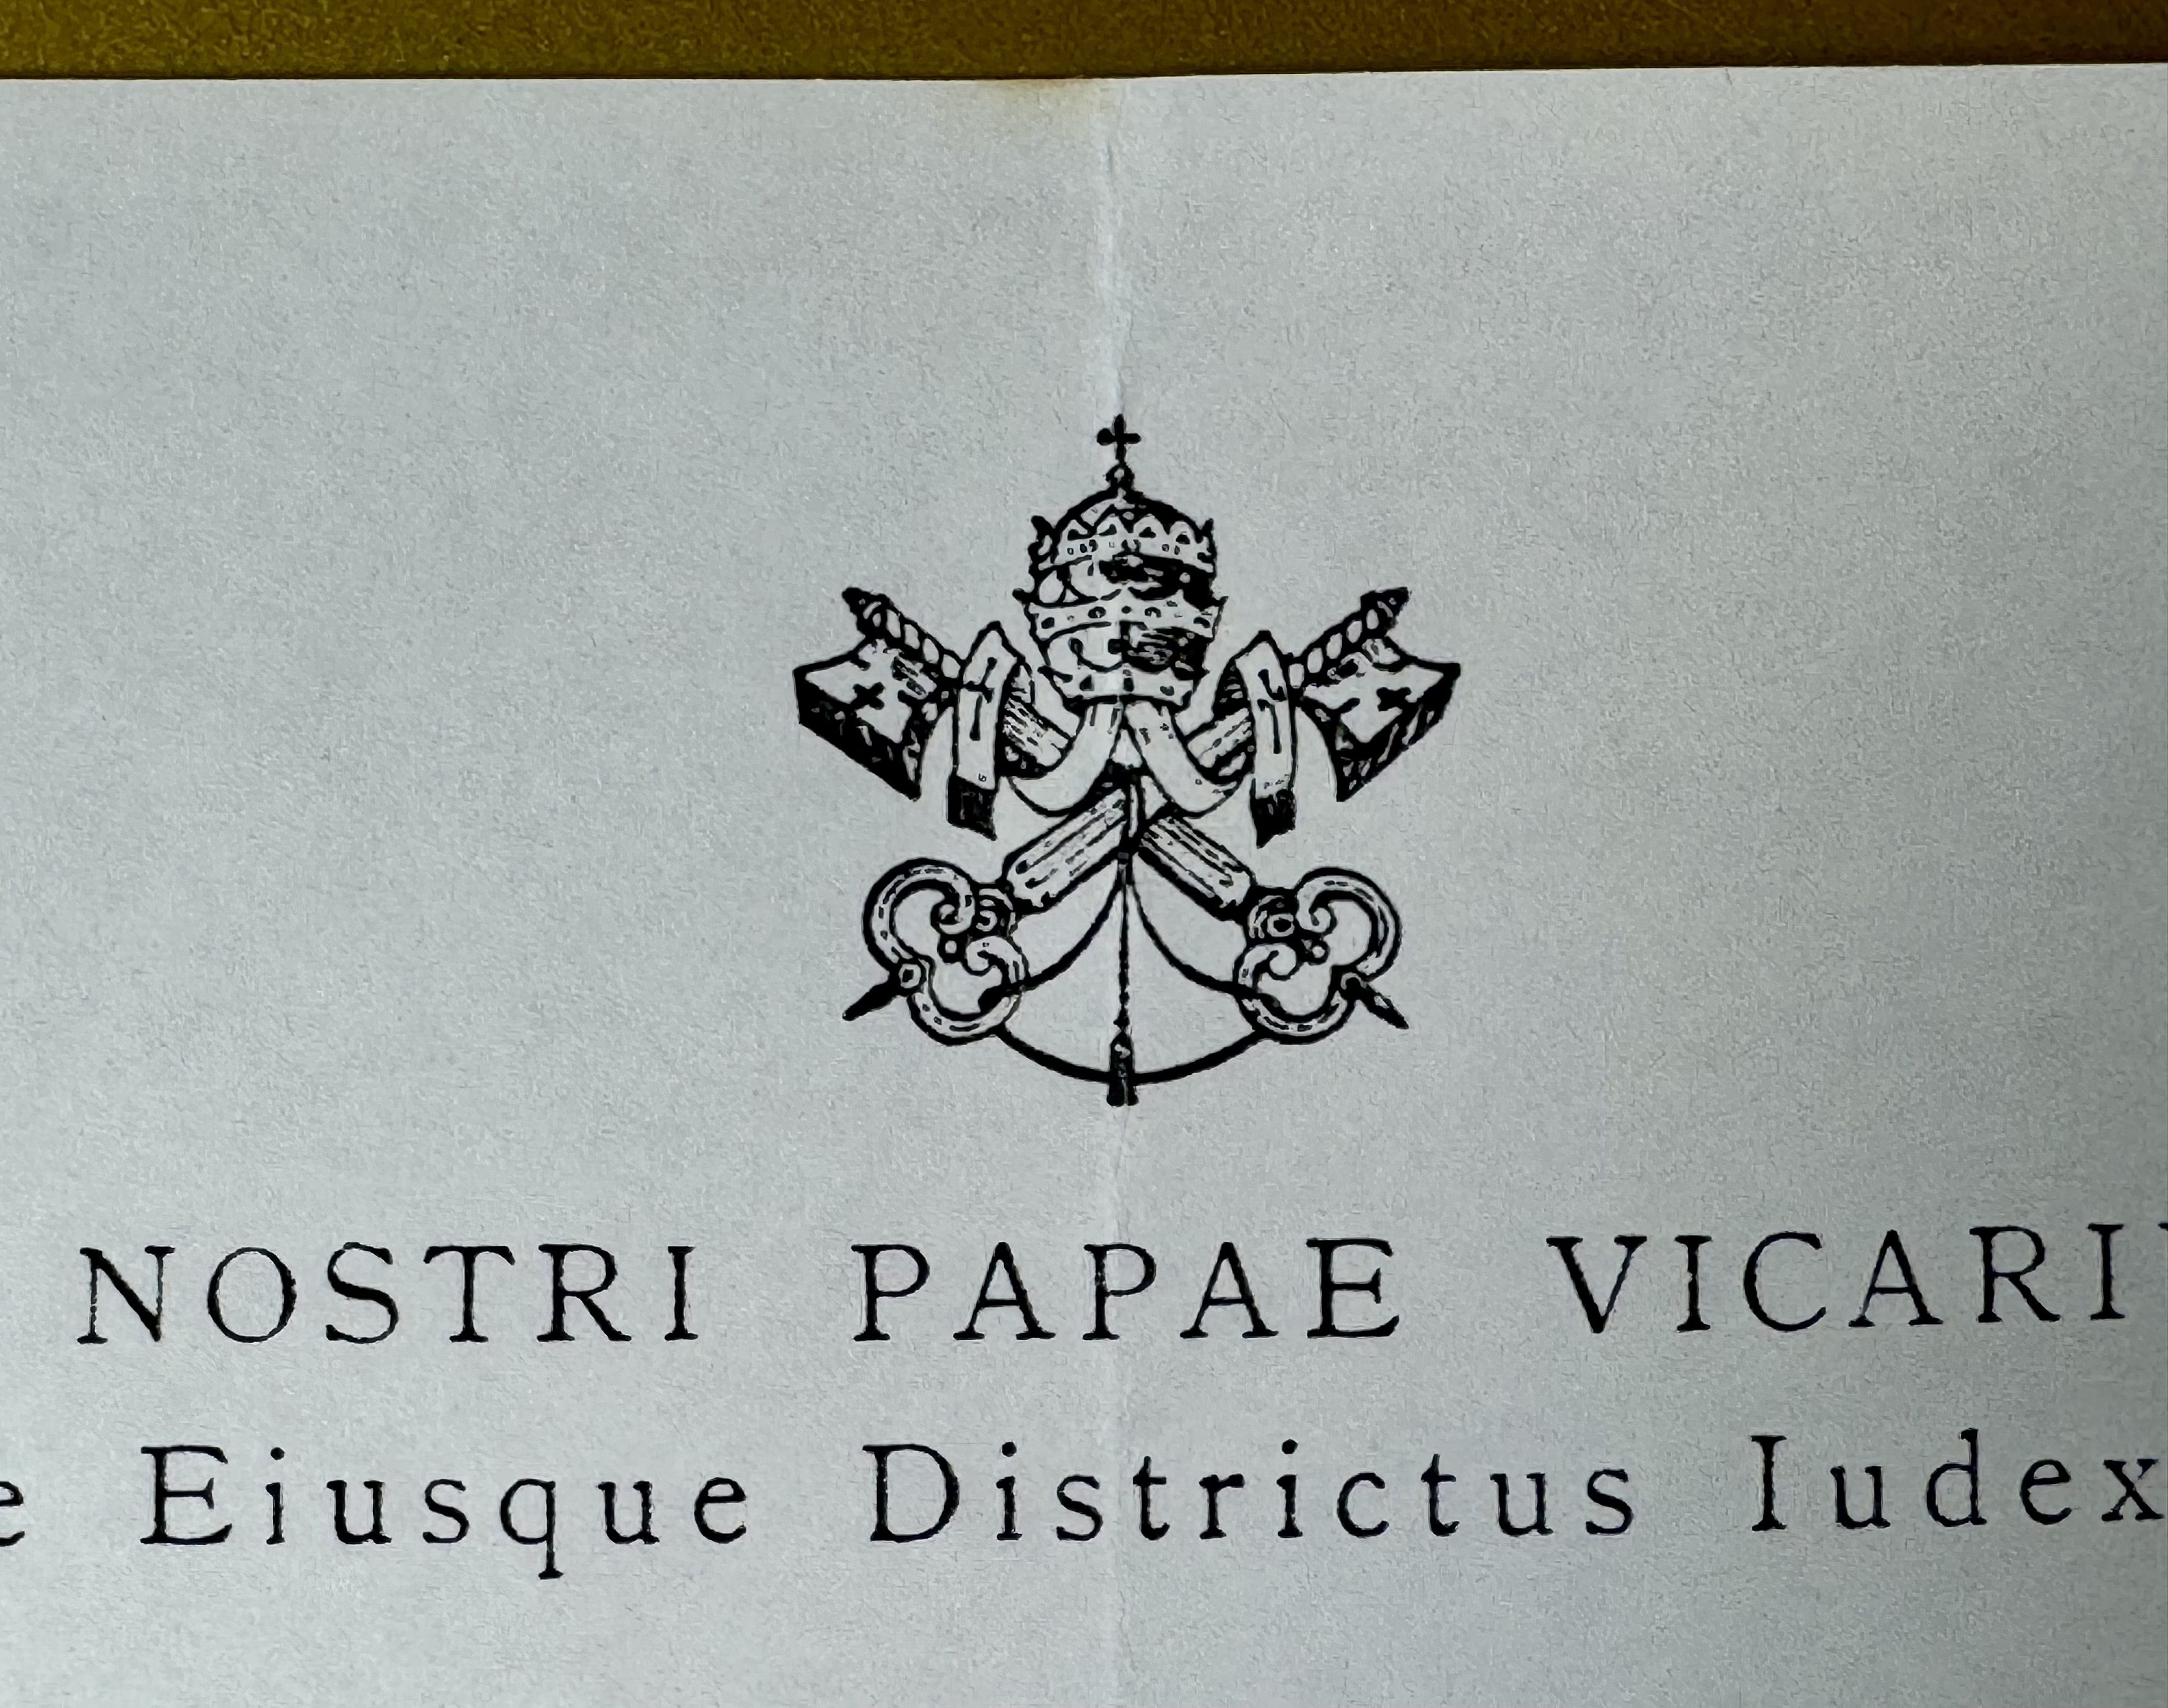 NOSTRI PAPAE VICARI
e Eiusque Districtus Iudex